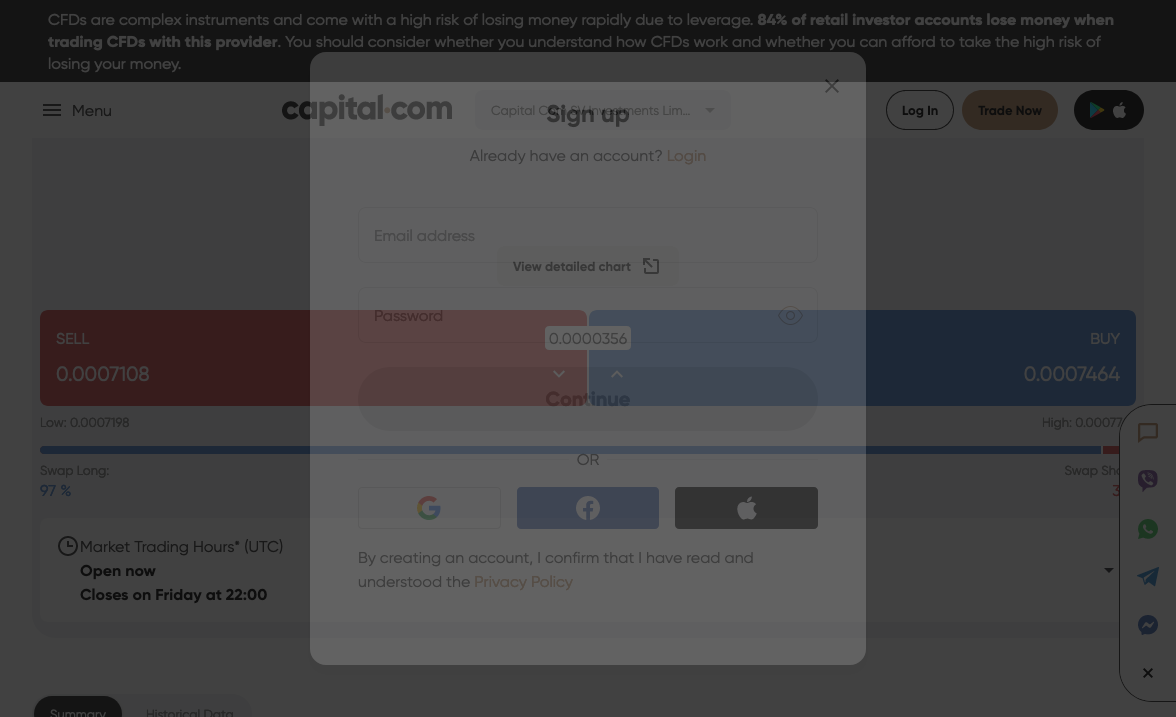 CFDs are complex instruments and come with a high risk of losing money rapidly due to leverage. 84% of retail investor accounts lose money when
trading CFDs with this provider. You should consider whether you understand how CFDs work and whether you can afford to take the high risk of
losing your money.
Menu
capital.com
Capital Com SV Investments Lim...
Log In
Trade Now
Sign up
Already have an account? Login
Email address
View detailed chart
Password
SELL
0.0007108
0.0000356
BUY
0.0007464
Continue
Low: 0.0007198
High: 0.00077
OR
Swap Long:
97 %
Swap Sho
3
By creating an account, I confirm that I have read and
understood the Privacy Policy
Market Trading Hours* (UTC)
Open now
Closes on Friday at 22:00
Summary
Historical Data